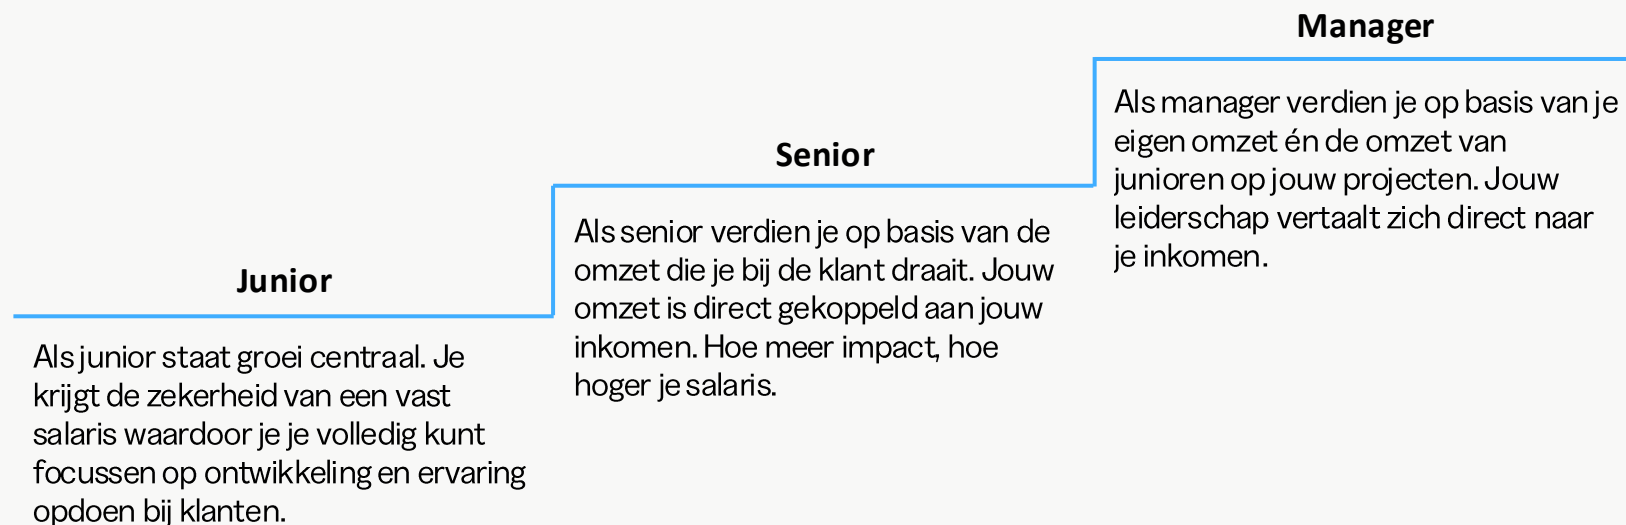 Junior
Als junior staat groei centraal. Je
krijgt de zekerheid van een vast
salaris waardoor je je volledig kunt
focussen op ontwikkeling en ervaring
opdoen bij klanten.
Senior
Als senior verdien je op basis van de
omzet die je bij de klant draait. Jouw
omzet is direct gekoppeld aan jouw
inkomen. Hoe meer impact, hoe
hoger je salaris.
Manager
Als manager verdien je op basis van je
eigen omzet én de omzet van
junioren op jouw projecten. Jouw
leiderschap vertaalt zich direct naar
je inkomen.